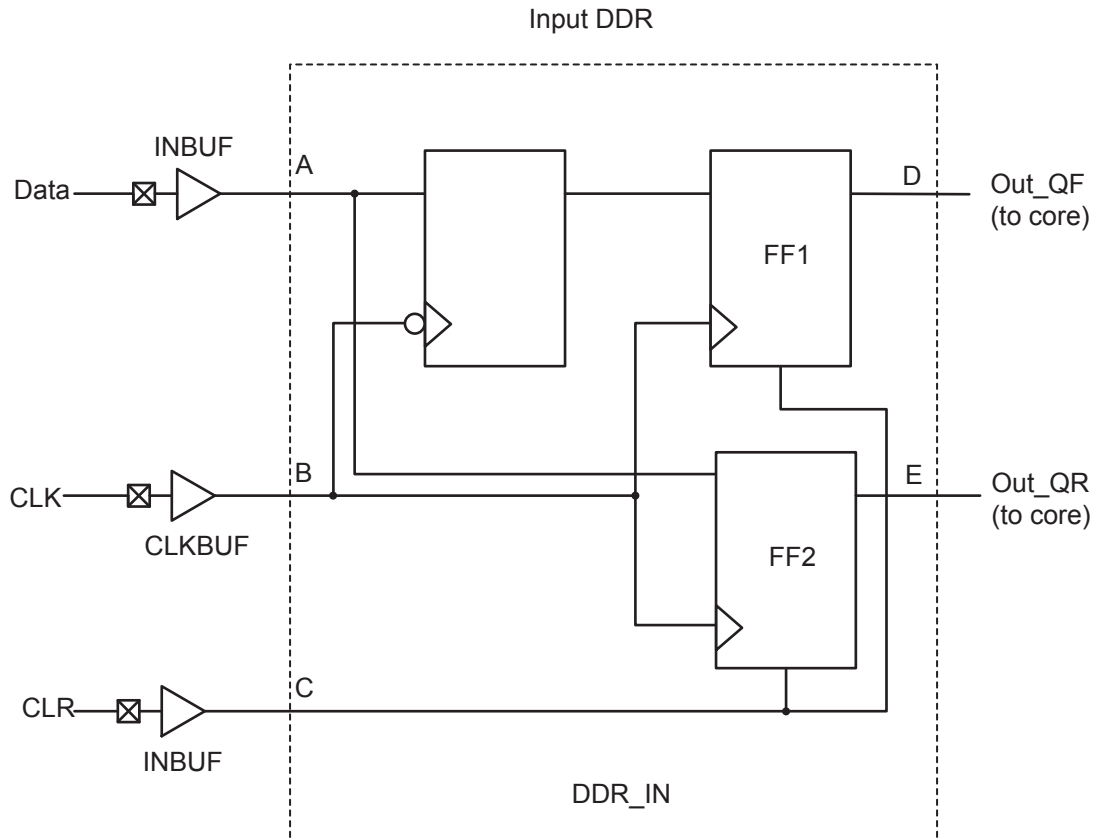 Input DDR
INBUF
A
Data
D
Out_QF
(to core)
FF1
B
CLK
CLKBUF
E
Out_QR
(to core)
FF2
C
CLR
INBUF
DDR_IN